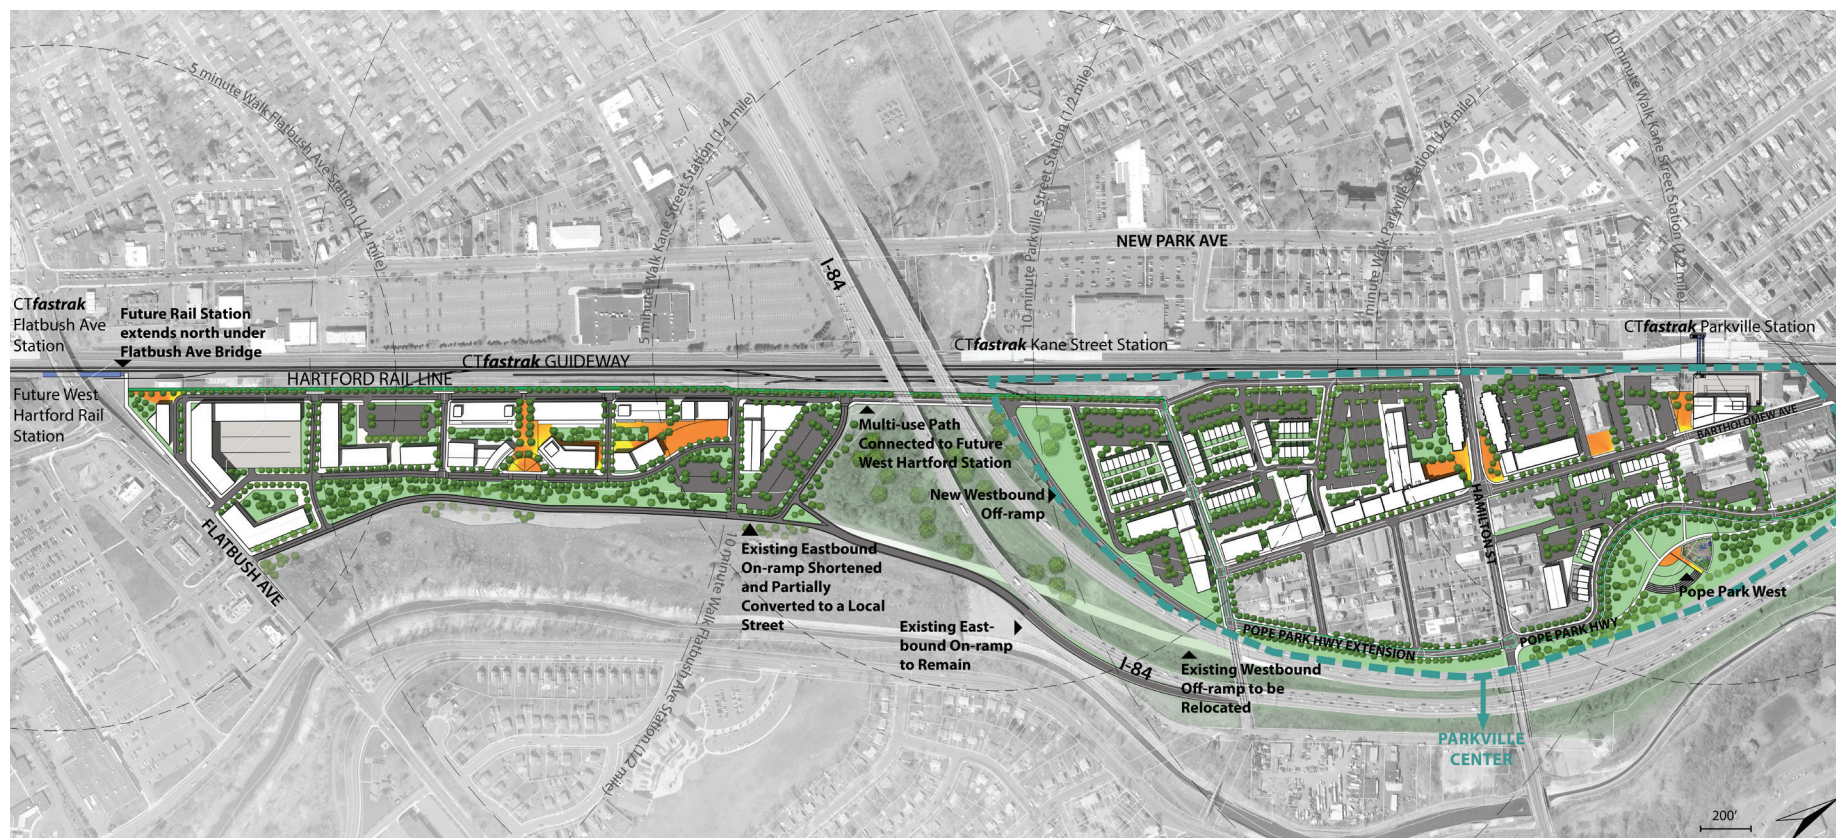 5 minute Walk Flatbush Ave Station (1/4 mile)
5 minute Walk Kane Street Station (1/4 mile)
10 minute Parkville Street Station (1/2 mile)
minute Walk Parkville Station (1/4 mile)
10 minute Walk Kane Street Station (1/2 mile)
NEW PARK AVE
I-84
CTfastrak
Flatbush Ave
Station
Future Rail Station
extends north under
Flatbush Ave Bridge
CTfastrak GUIDEWAY
CTfastrak Kane Street Station
CTfastrak Parkville Station
HARTFORD RAIL LINE
Future West
Hartford Rail
Station
Multi-use Path
Connected to Future
West Hartford Station
BARTHOLOMEW AVE
New Westbound
Off-ramp
HAMILTON ST
FLATBUSH AVE
Existing Eastbound
On-ramp Shortened
and Partially
Converted to a Local
Street
10 minute Walk Flatbush Ave Station (1/2 mile)
Existing East-
bound On-ramp
to Remain
Pope Park West
POPE PARK HWY EXTENSION
POPE PARK HWY
I-84
Existing Westbound
Off-ramp to be
Relocated
PARKVILLE
CENTER
200'